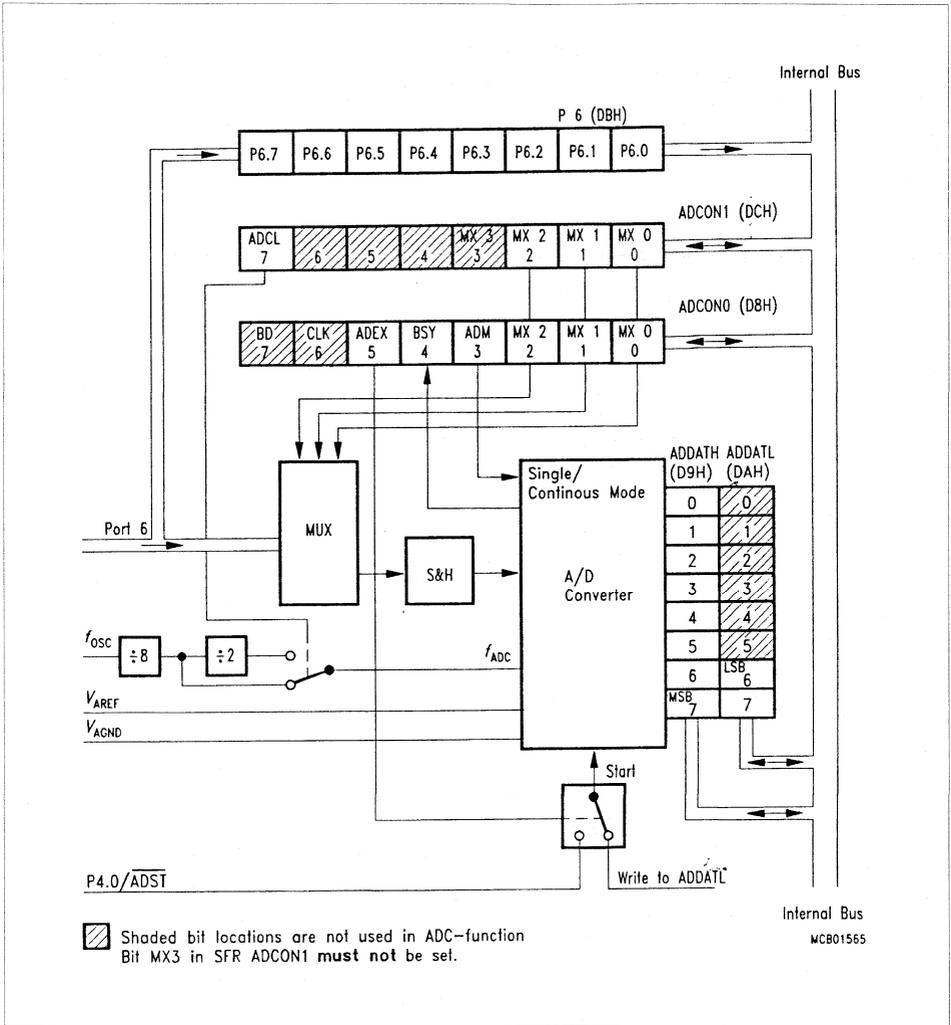 Internal Bus
P 6 (DBH)
P6.7 P6.6 P6.5 P6.4 P6.3 P6.2 P6.1 P6.0
ADCON1 (DCH)
ADCL MX 3 MX 2 MX 1 MX 0
7 6 5 4 3 2 1 0
ADCON0 (D8H)
BD CLK ADEX BSY ADM MX 2 MX 1 MX 0
7 6 5 4 3 2 1 0
ADDATH ADDATL
(D9H) (DAH)
Single/
Continous Mode
0 0
1 1
2 2
3 3
4 4
5 5
6 LSB 6
MSB 7 7
Port 6
MUX
S&H
A/D
Converter
fOSC
÷8
÷2
fADC
VAREF
VAGND
Start
P4.0/ADST
Write to ADDATL
Internal Bus
MCB01565
Shaded bit locations are not used in ADC-function
Bit MX3 in SFR ADCON1 must not be set.